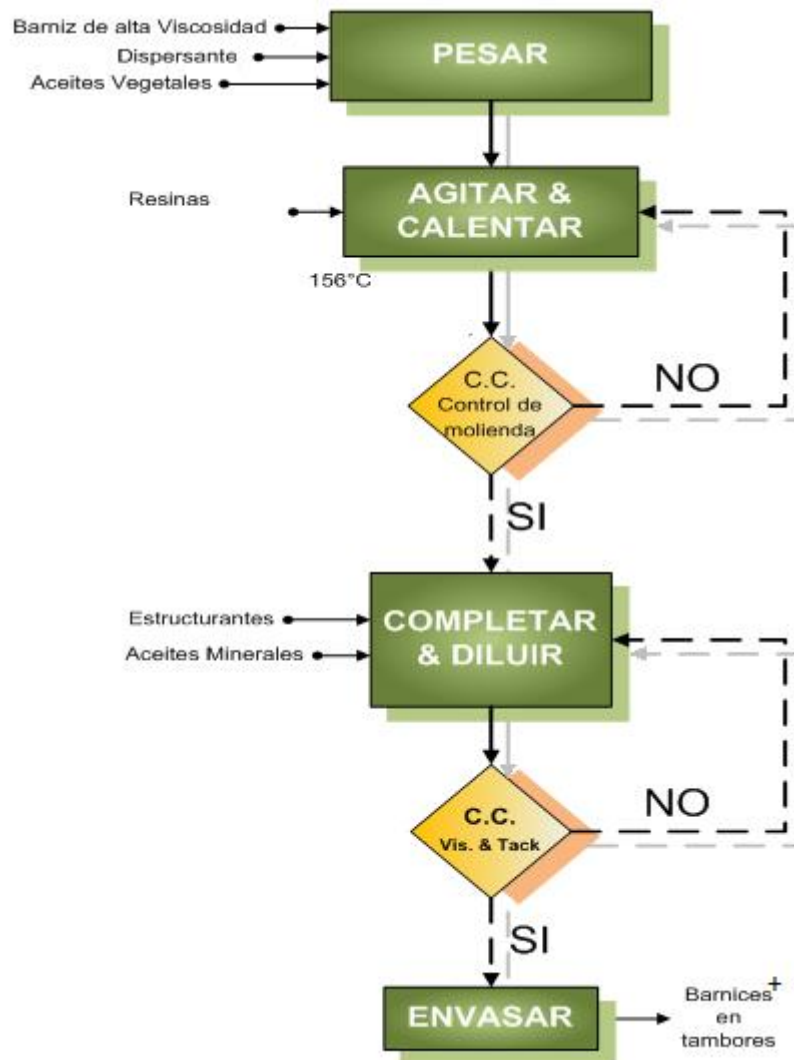 Barniz de alta Viscosidad
Dispersante
Aceites Vegetales
PESAR
Resinas
AGITAR &
CALENTAR
156°C
C.C.
Control de
molienda
NO
SI
Estructurantes
Aceites Minerales
COMPLETAR
& DILUIR
C.C.
Vis. & Tack
NO
SI
ENVASAR
Barnices
en
tambores